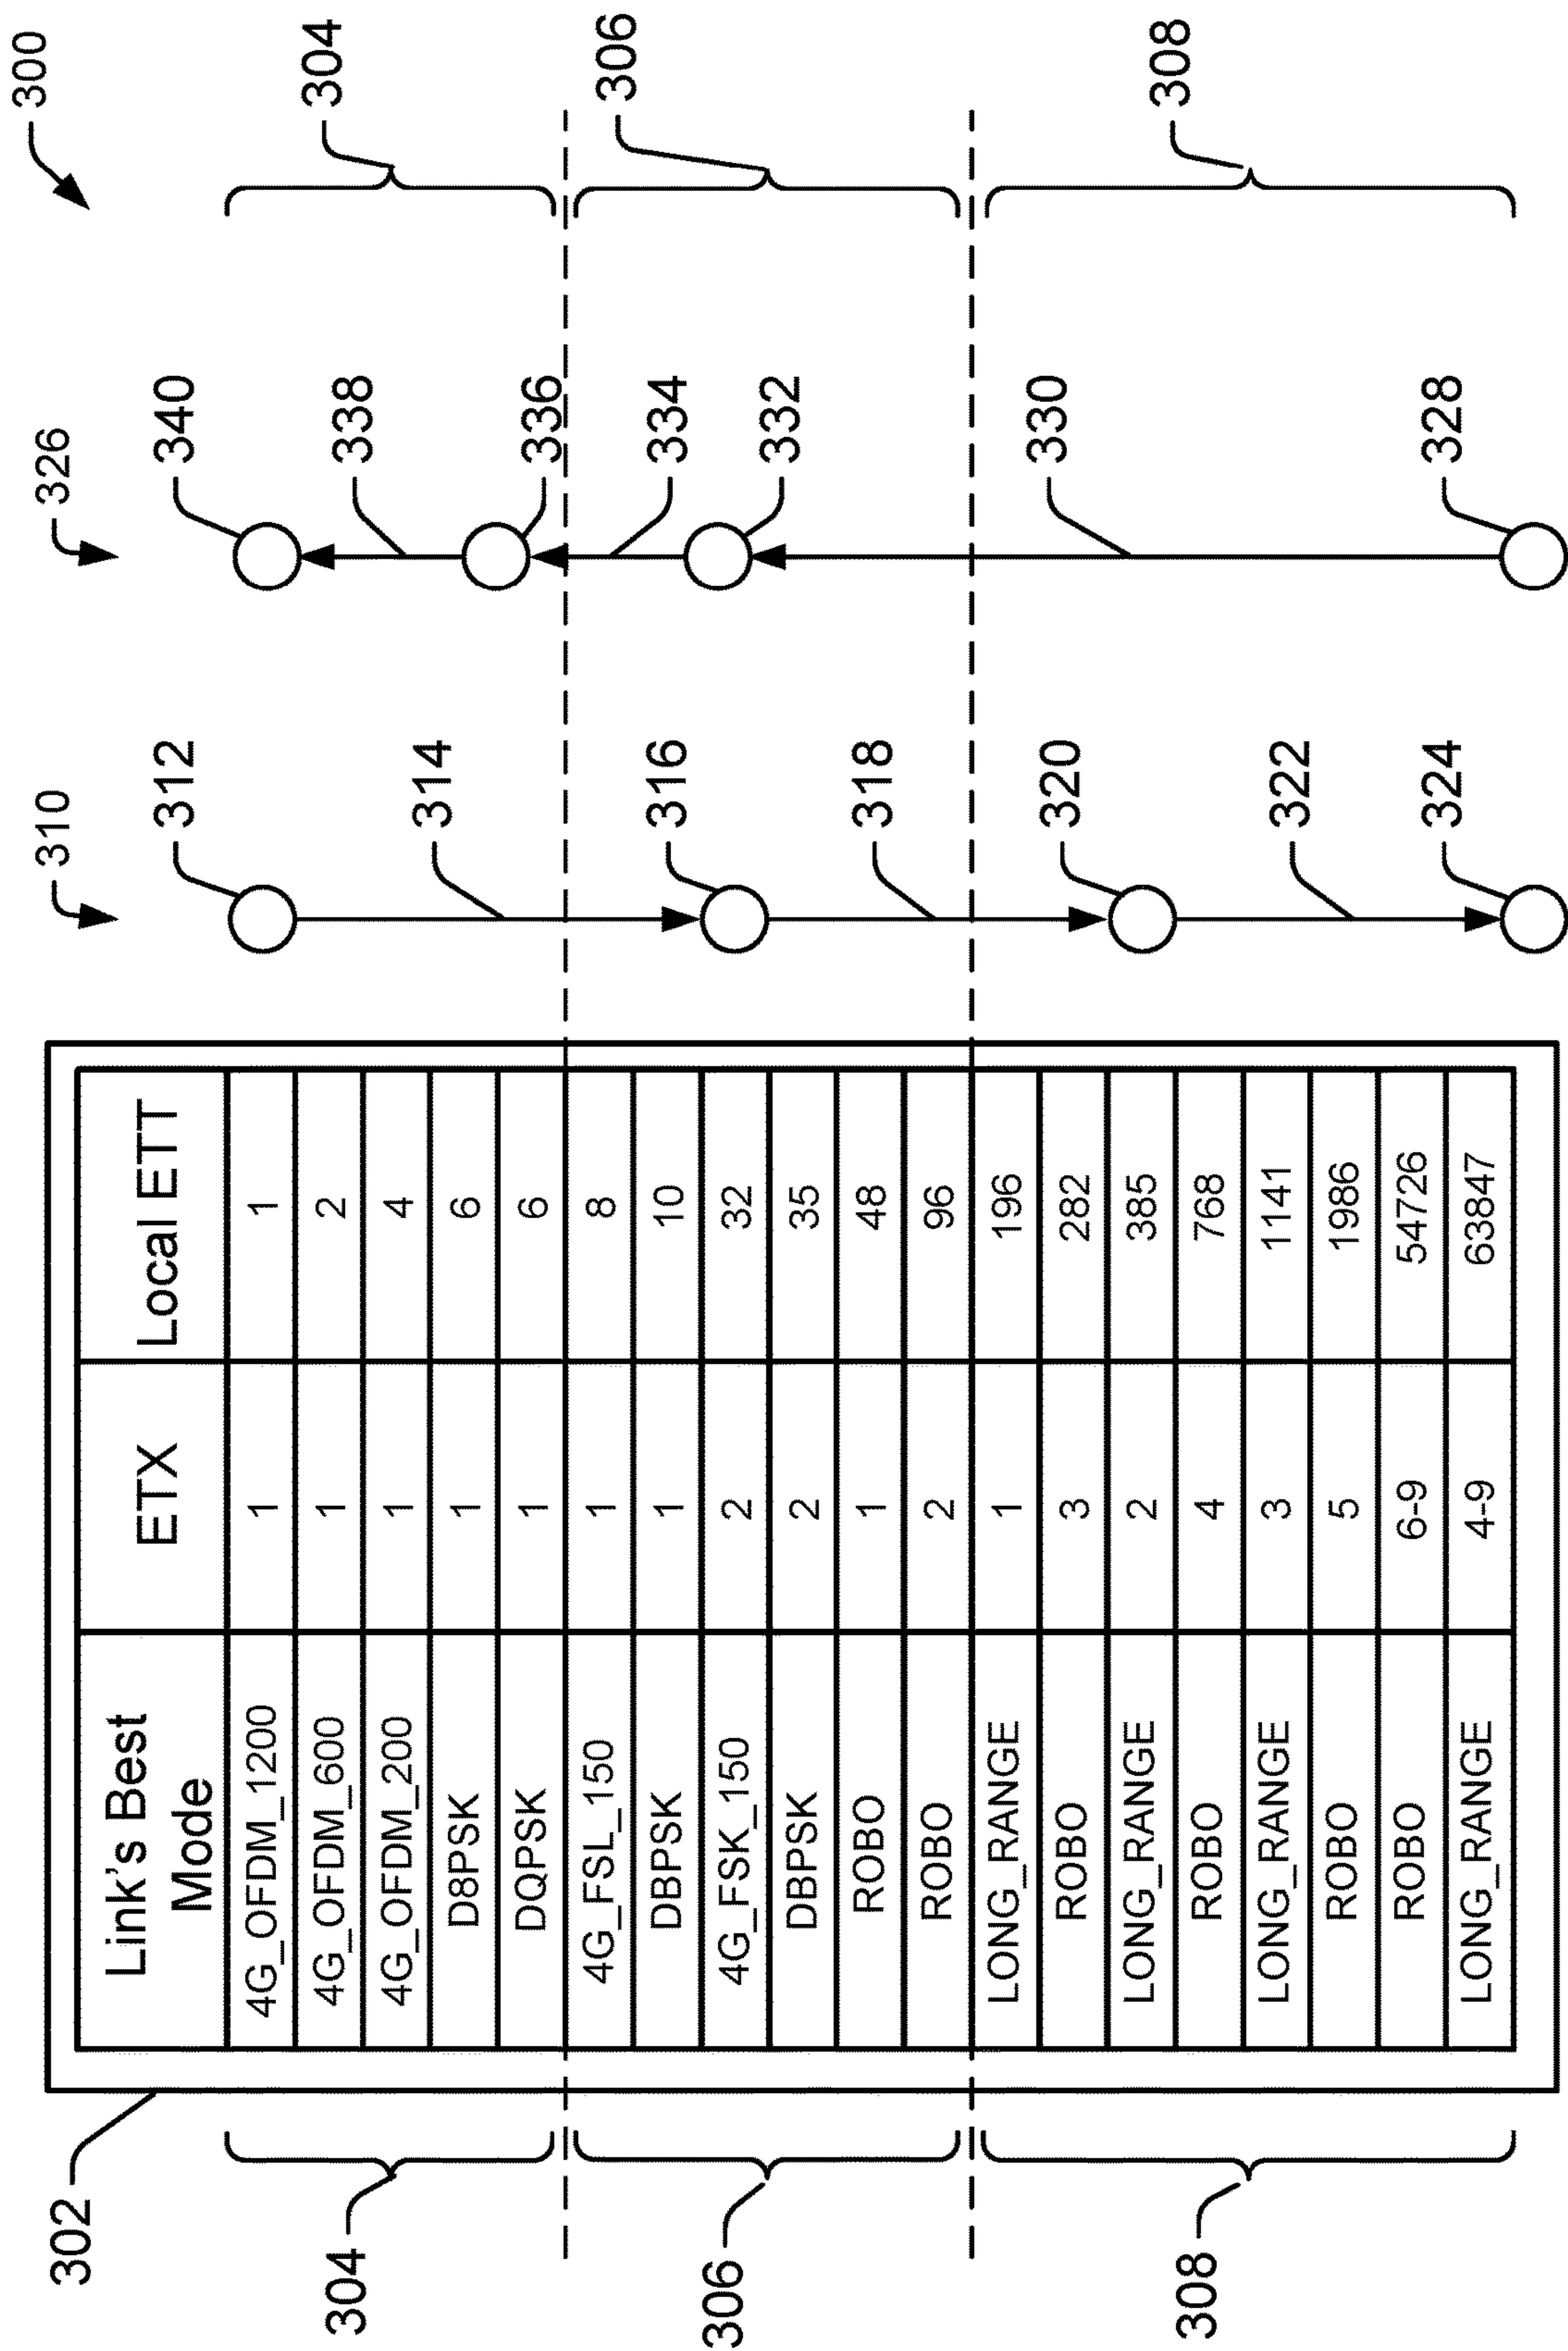 300
302
304
306
308
Link's Best Mode | ETX | Local ETT
4G_OFDM_1200 | 1 | 1
4G_OFDM_600 | 1 | 2
4G_OFDM_200 | 1 | 4
D8PSK | 1 | 6
DQPSK | 1 | 6
4G_FSL_150 | 1 | 8
DBPSK | 1 | 10
4G_FSK_150 | 2 | 32
DBPSK | 2 | 35
ROBO | 1 | 48
ROBO | 2 | 96
LONG_RANGE | 1 | 196
ROBO | 3 | 282
LONG_RANGE | 2 | 385
ROBO | 4 | 768
LONG_RANGE | 3 | 1141
ROBO | 5 | 1986
ROBO | 6-9 | 54726
LONG_RANGE | 4-9 | 63847
310
312
314
316
318
320
322
324
326
340
338
336
334
332
330
328
304
306
308